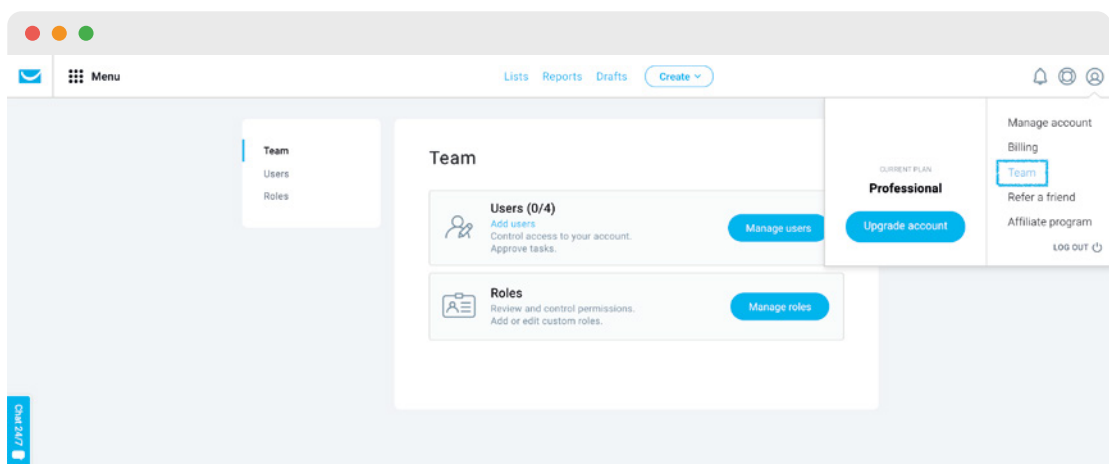 Menu
Lists Reports Drafts Create
Manage account
Billing
Team
Refer a friend
Affiliate program
LOG OUT
CURRENT PLAN
Professional
Upgrade account
Team
Users
Roles
Team
Users (0/4)
Add users
Control access to your account.
Approve tasks.
Manage users
Roles
Review and control permissions.
Add or edit custom roles.
Manage roles
Chat 24/7